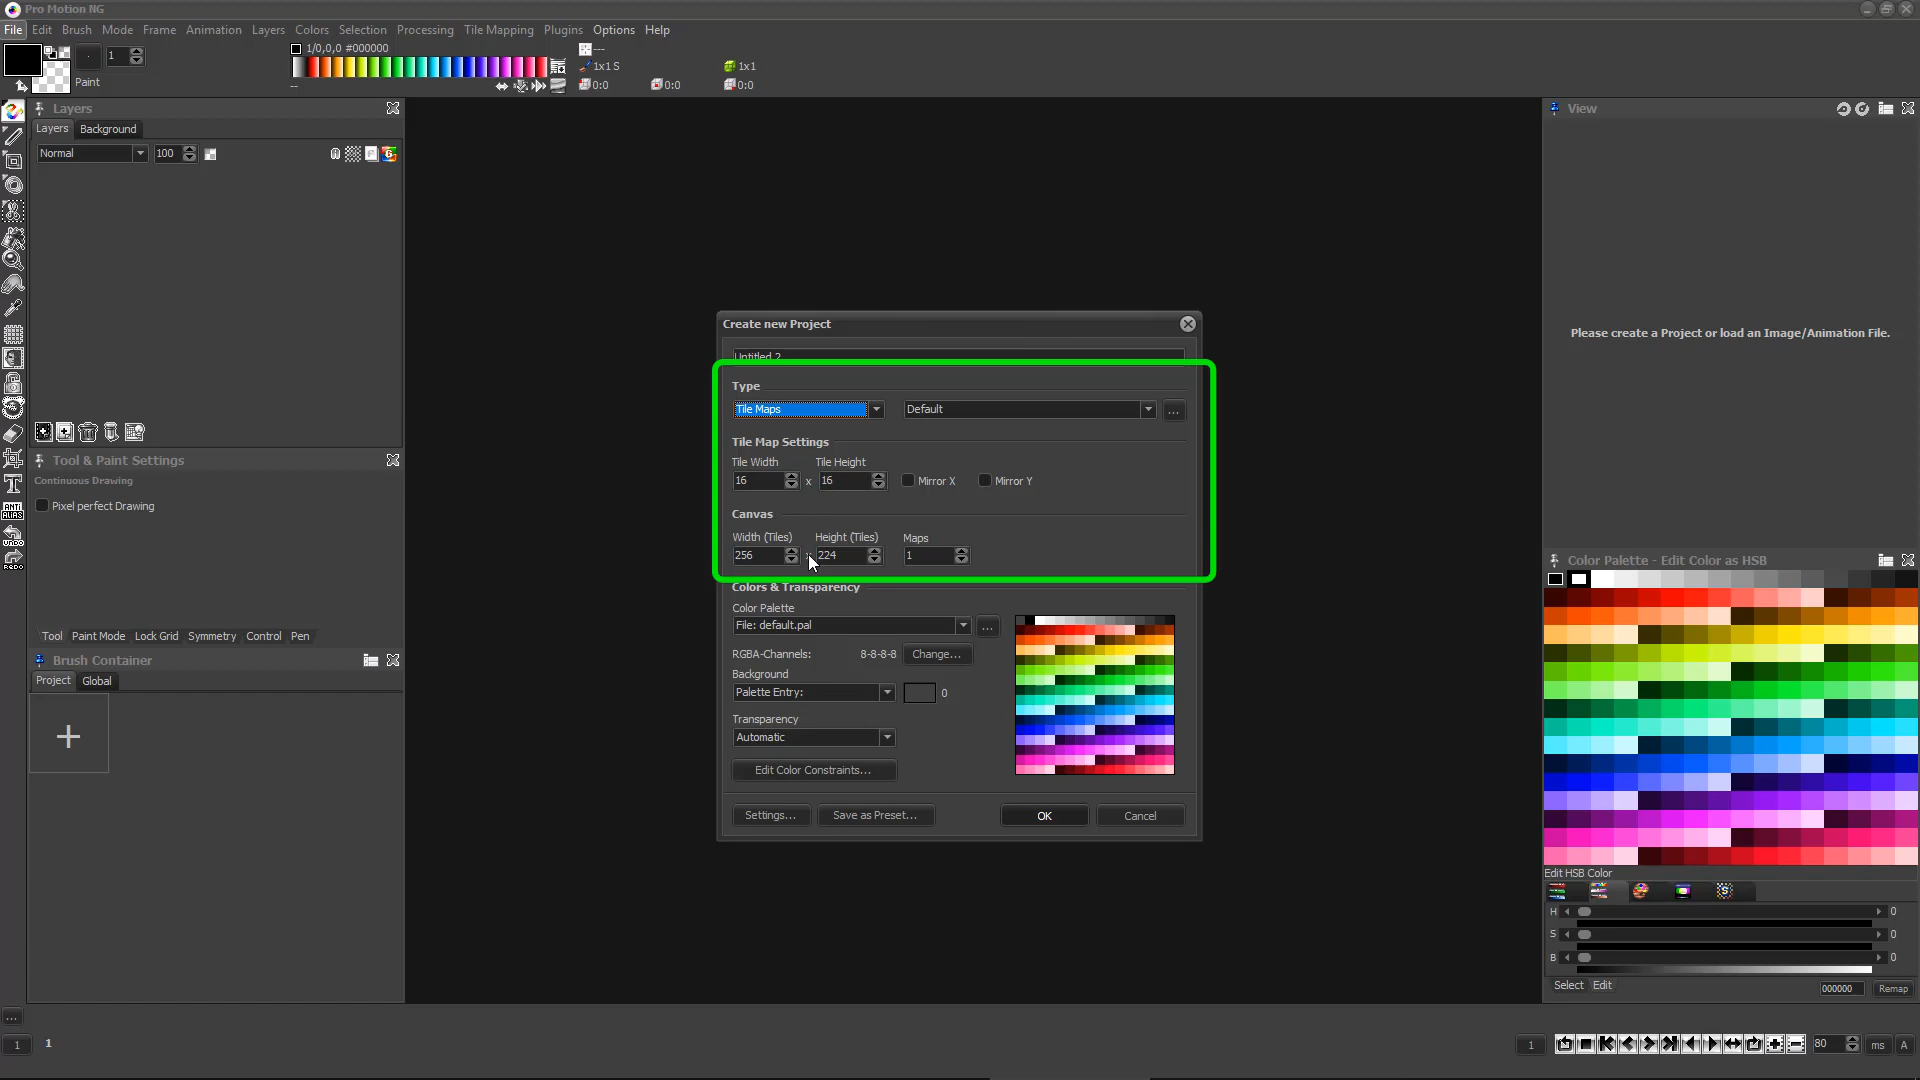 Pro Motion NG
File Edit Brush Mode Frame Animation Layers Colors Selection Processing Tile Mapping Plugins Options Help
1/0,0,0 #000000
---
1
1x1 S
1x1
Paint
--
0:0
0:0
0:0
Layers
View
Layers Background
Normal
100
Please create a Project or load an Image/Animation File.
Create new Project
Untitled 2
Type
Tile Maps
Default
...
Tile Map Settings
Tile Width Tile Height
16 x 16 Mirror X Mirror Y
Canvas
Width (Tiles) Height (Tiles) Maps
256 224 1
Colors & Transparency
Color Palette
File: default.pal
...
RGBA-Channels: 8-8-8-8 Change...
Background
Palette Entry: 0
Transparency
Automatic
Edit Color Constraints...
Settings... Save as Preset... OK Cancel
Tool & Paint Settings
Continuous Drawing
Pixel perfect Drawing
ANTI
ALIAS
UNDO
REDO
Tool Paint Mode Lock Grid Symmetry Control Pen
Brush Container
Project Global
+
Color Palette - Edit Color as HSB
Edit HSB Color
H 0
S 0
B 0
Select Edit
000000 Remap
...
1 1
1
80 ms A